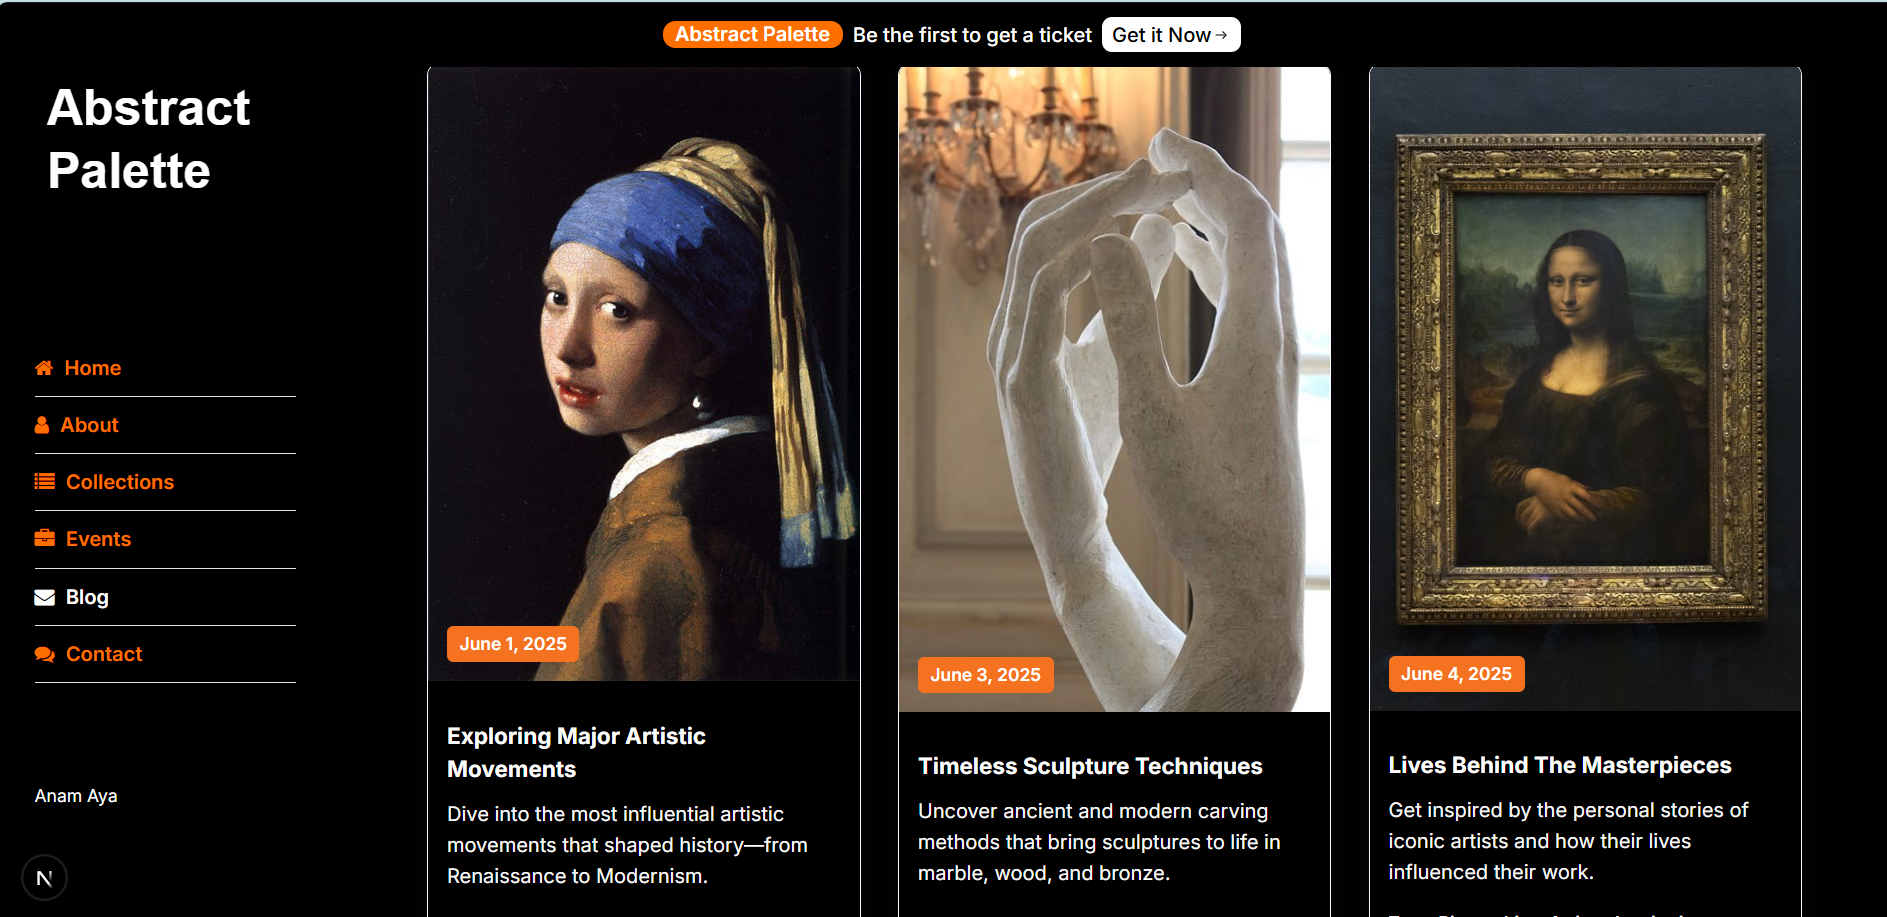 Abstract Palette Be the first to get a ticket Get it Now→
Abstract
Palette
Home
About
Collections
Events
Blog
Contact
Anam Aya
N
June 1, 2025
Exploring Major Artistic
Movements
Dive into the most influential artistic
movements that shaped history—from
Renaissance to Modernism.
June 3, 2025
Timeless Sculpture Techniques
Uncover ancient and modern carving
methods that bring sculptures to life in
marble, wood, and bronze.
June 4, 2025
Lives Behind The Masterpieces
Get inspired by the personal stories of
iconic artists and how their lives
influenced their work.